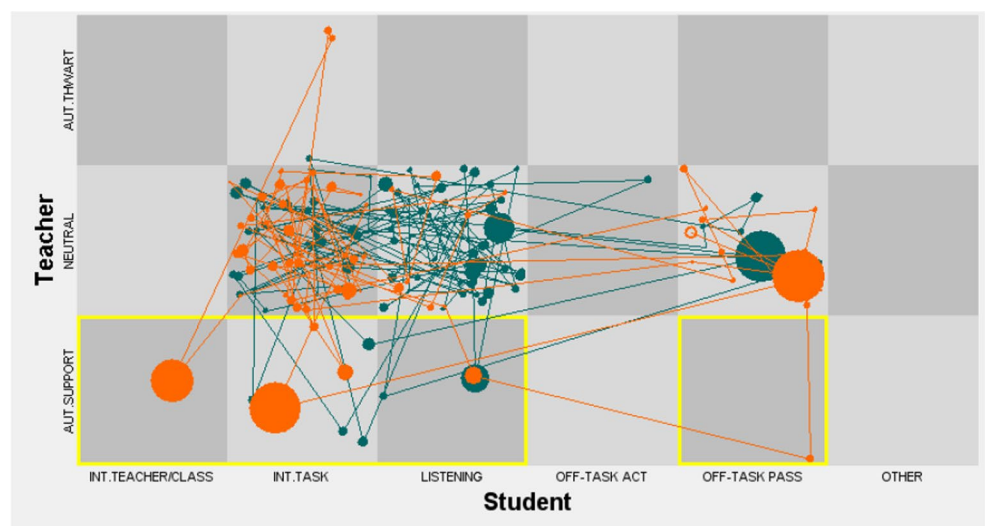 AUT.THWART
NEUTRAL
AUT.SUPPORT
Teacher
INT.TEACHER/CLASS
INT.TASK
LISTENING
OFF-TASK ACT
OFF-TASK PASS
OTHER
Student